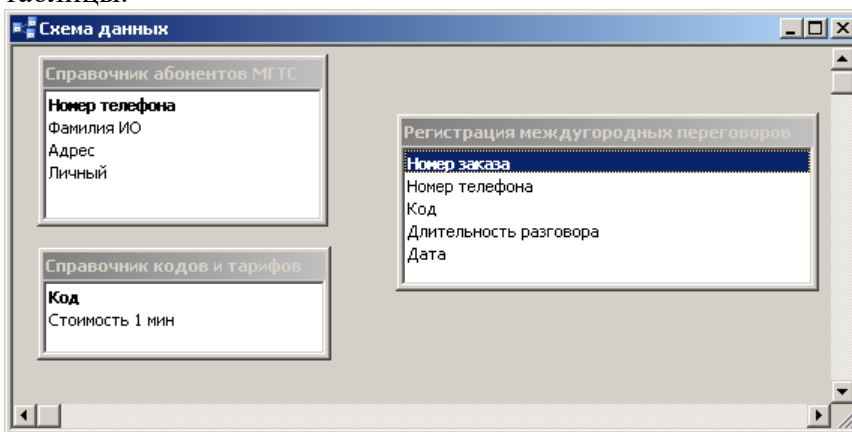 таблицы.
Схема данных
Справочник абонентов МГТС
Номер телефона
Фамилия ИО
Адрес
Личный
Регистрация междугородных переговоров
Номер заказа
Номер телефона
Код
Длительность разговора
Дата
Справочник кодов и тарифов
Код
Стоимость 1 мин